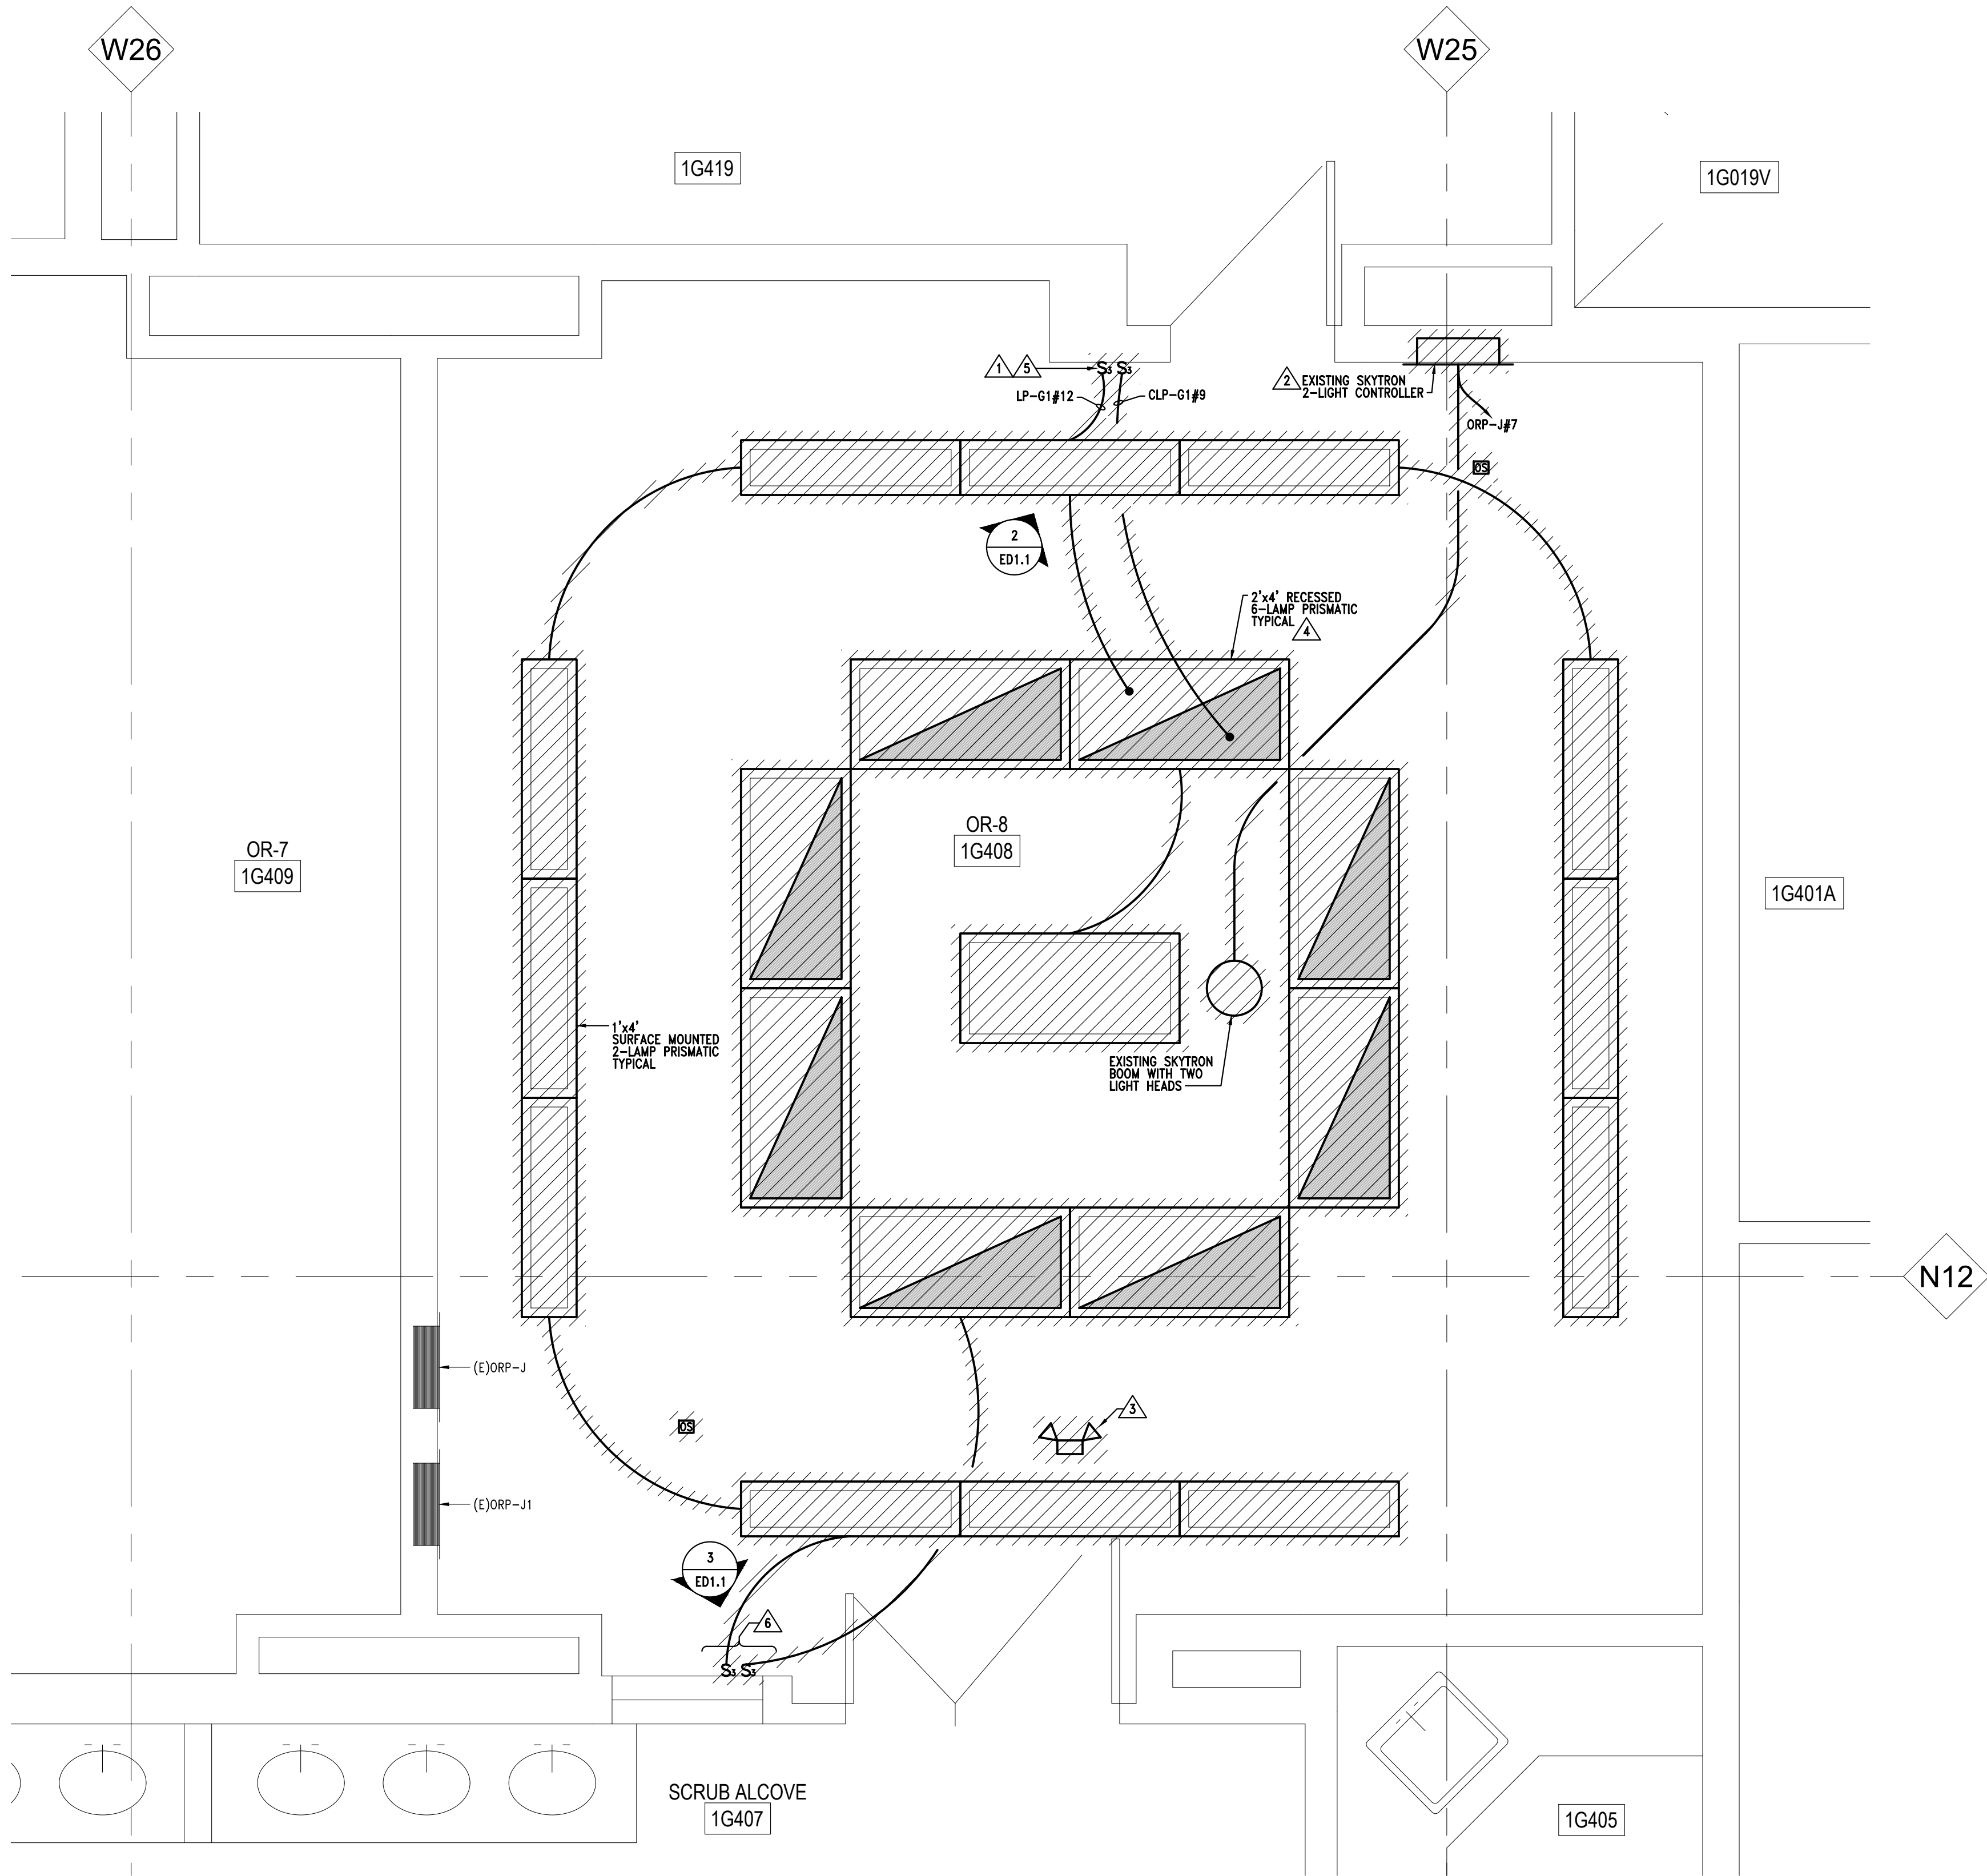 W26
W25
1G419
1G019V
1
5
S3 S3
LP-G1#12
CLP-G1#9
2
EXISTING SKYTRON
2-LIGHT CONTROLLER
ORP-J#7
OS
2
ED1.1
2'x4' RECESSED
6-LAMP PRISMATIC
TYPICAL
4
OR-7
1G409
OR-8
1G408
1G401A
1'x4'
SURFACE MOUNTED
2-LAMP PRISMATIC
TYPICAL
EXISTING SKYTRON
BOOM WITH TWO
LIGHT HEADS
N12
(E)ORP-J
3
OS
(E)ORP-J1
3
ED1.1
6
S3 S3
SCRUB ALCOVE
1G407
1G405